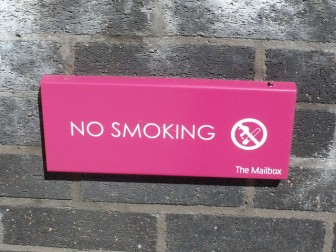 NO SMOKING
The Mailbox